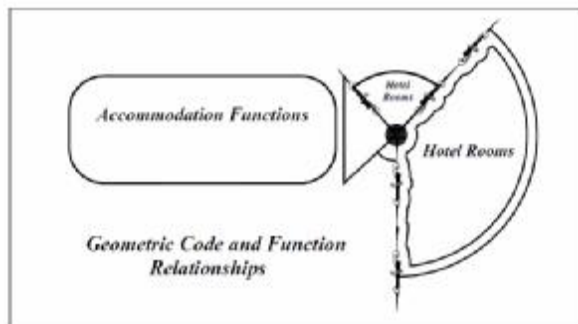 Hotel
Rooms
Accommodation Functions
Hotel Rooms
Geometric Code and Function
Relationships